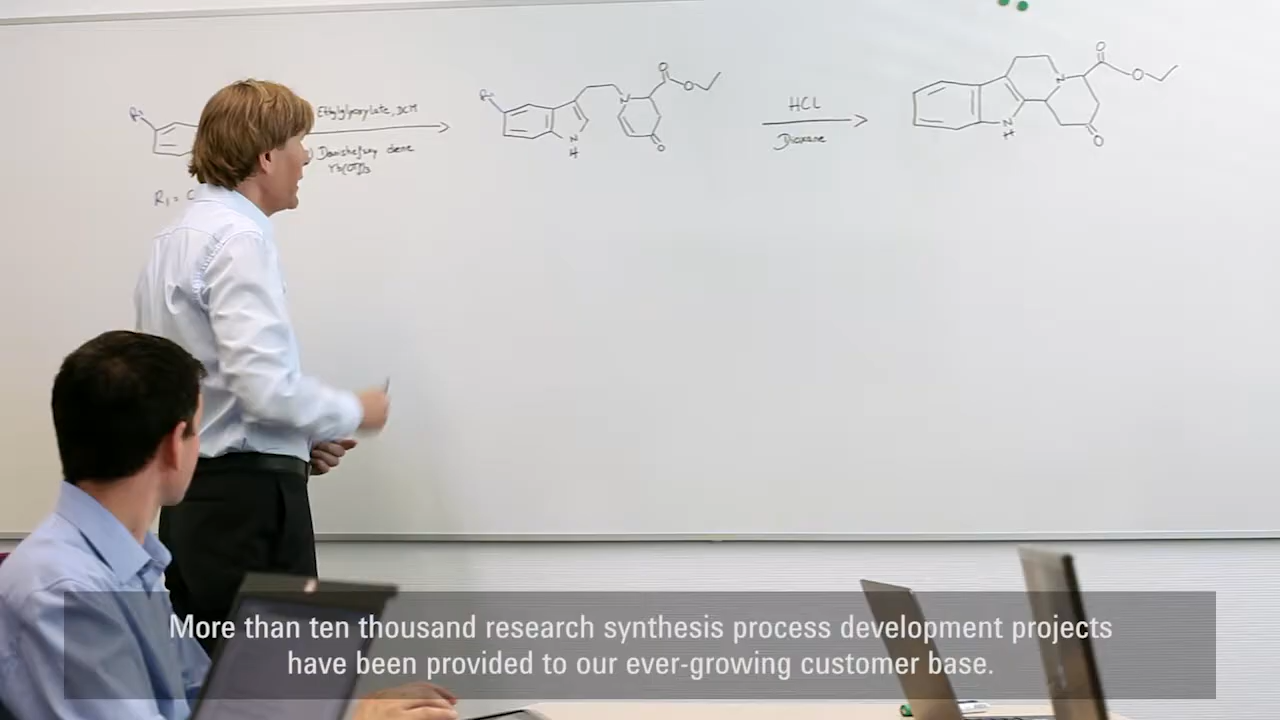 R₁
Ethylglyoxylate, DCM
Danishefsky diene
Yb(OTf)3
R₁ = C
R₁
N
N
H
O
O
O
HCL
Dioxane
N
N
H
O
O
O
More than ten thousand research synthesis process development projects
have been provided to our ever-growing customer base.